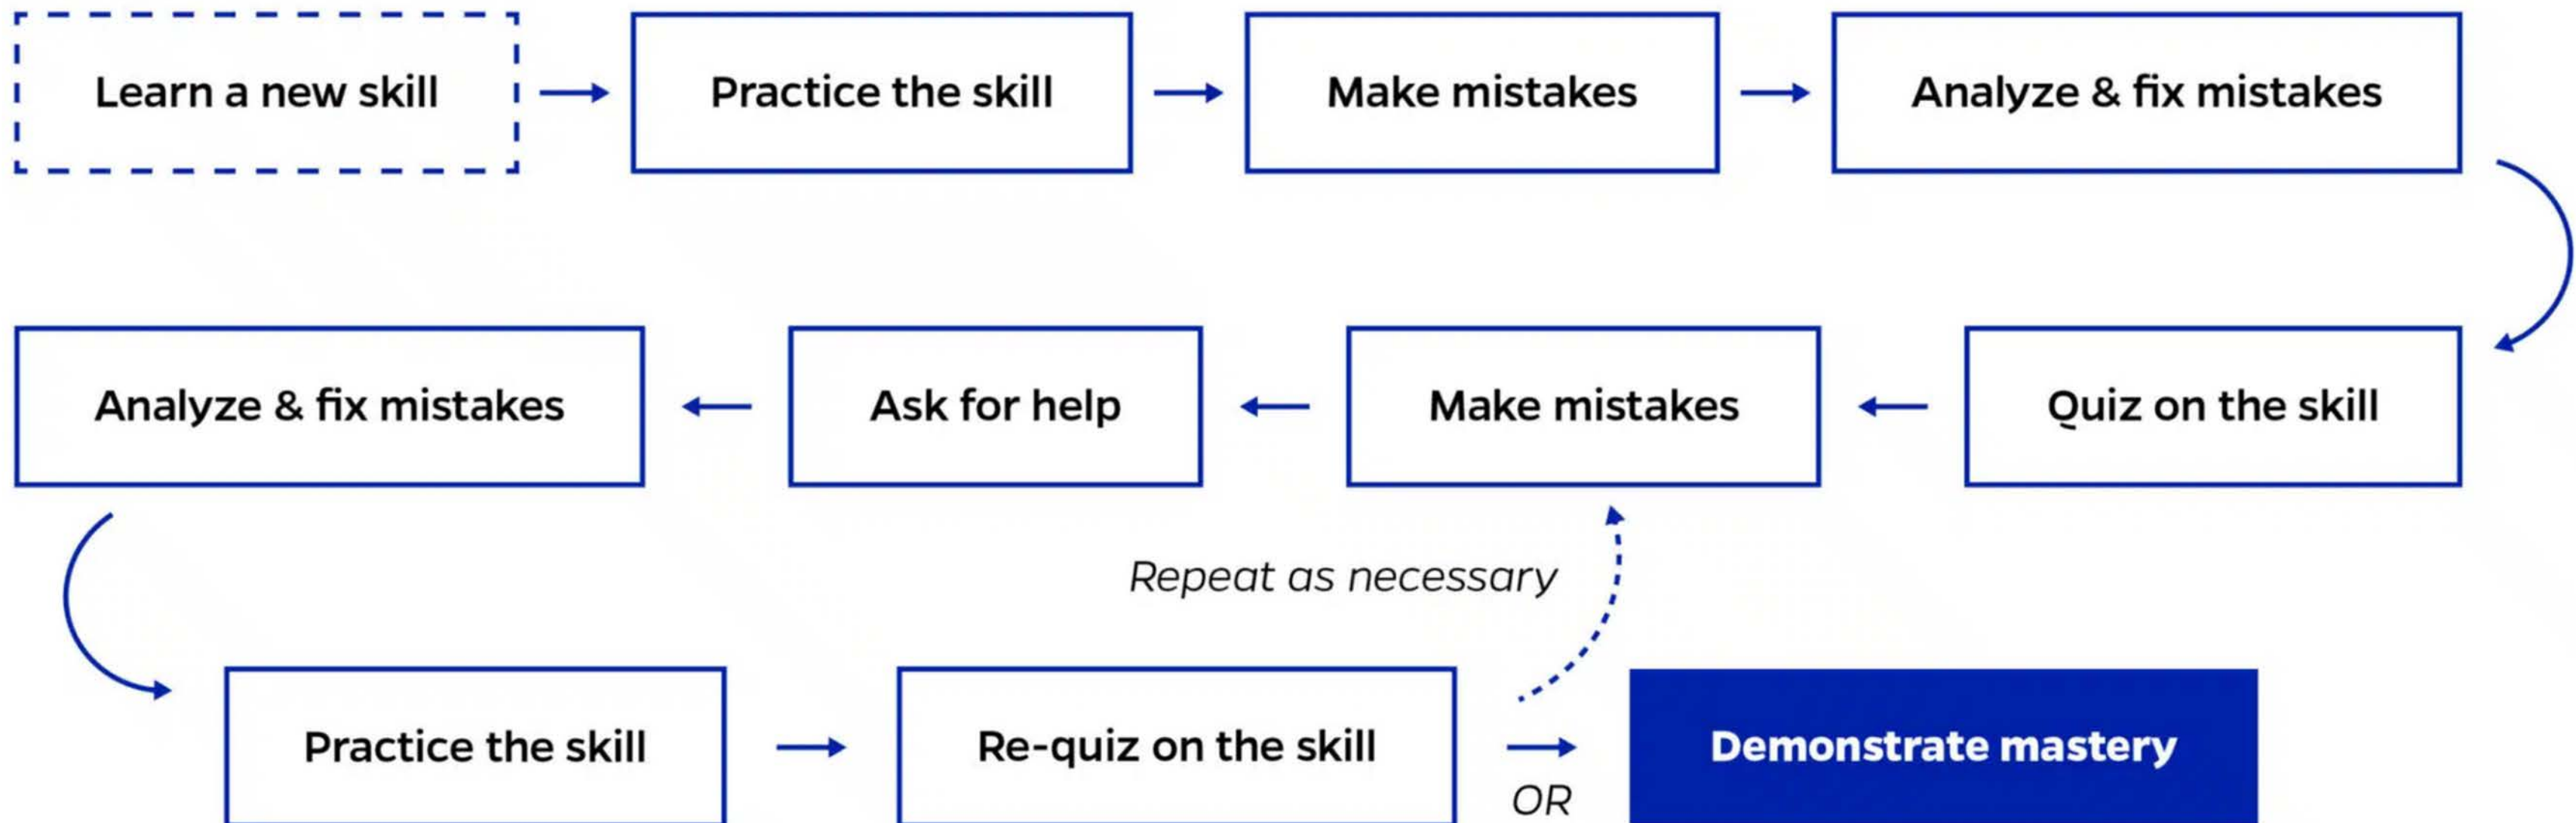 Learn a new skill
Practice the skill
Make mistakes
Analyze & fix mistakes
Quiz on the skill
Make mistakes
Ask for help
Analyze & fix mistakes
Repeat as necessary
Practice the skill
Re-quiz on the skill
OR
Demonstrate mastery